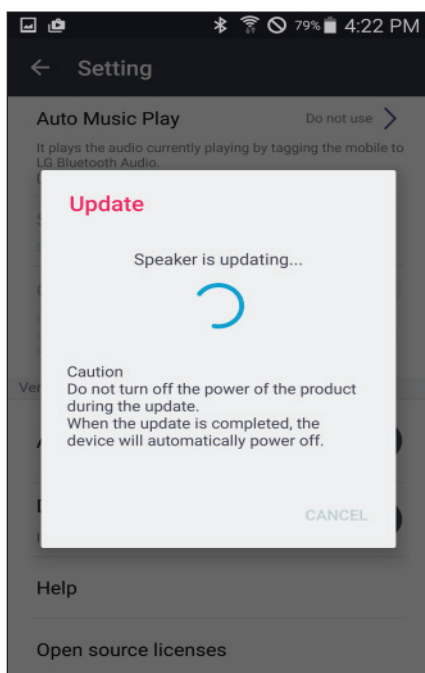 79% 4:22 PM
Setting
Auto Music Play Do not use
It plays the audio currently playing by tagging the mobile to
LG Bluetooth Audio.
Update
Speaker is updating...
Caution
Do not turn off the power of the product
during the update.
When the update is completed, the
device will automatically power off.
CANCEL
Help
Open source licenses